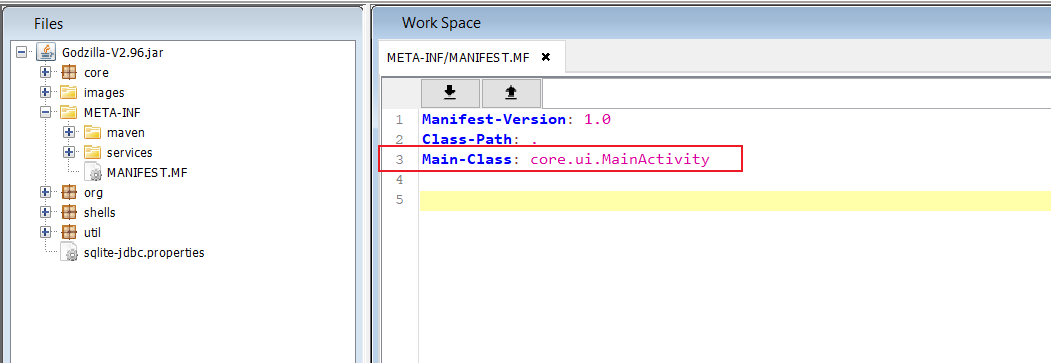 Files
Godzilla-V2.96.jar
core
images
META-INF
maven
services
MANIFEST.MF
org
shells
util
sqlite-jdbc.properties
Work Space
META-INF/MANIFEST.MF
1 Manifest-Version: 1.0
2 Class-Path: .
3 Main-Class: core.ui.MainActivity
4
5